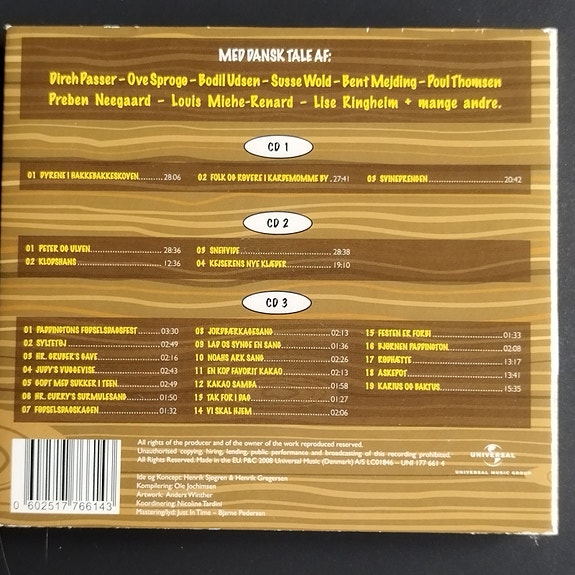 MED DANSK TALE AF:
Dirch Passer – Ove Sprogø – Bodil Udsen – Susse Wold – Bent Mejding – Poul Thomsen
Preben Neegaard – Louis Miehe-Renard – Lise Ringheim + mange andre.
CD 1
01 DYRENE I HAKKEBAKKESKOVEN........28:06 02 FOLK OG RØVERE I KARDEMOMME BY .27:41 03 SVINEDRENGEN........20:42
CD 2
01 PETER OG ULVEN........28:36
02 KLODSHANS........12:36
03 SNEHVIDE........28:38
04 KEJSERENS NYE KLÆDER........19:10
CD 3
01 PADDINGTONS FØDSELSDAGSFEST........03:30
02 SYLTETØJ........02:49
03 HR. GRUBER'S GAVE........02:16
04 JUDY'S VUGGEVISE........02:43
05 GODT MED SUKKER I TEEN........02:49
06 HR. CURRY'S SURMULESAND........01:50
07 FØDSELSDAGSKAGEN........01:32
08 JORDBÆRKAGESANG........02:13
09 LAD OS SYNGE EN SANG........01:36
10 NOAHS ARK SANG........02:26
11 EN KOP FAVORIT KAKAO........02:13
12 KAKAO SAMBA........01:58
13 TAK FOR I DAG........01:27
14 VI SKAL HJEM........02:06
15 FESTEN ER FORBI........01:33
16 BJØRNEN PADDINGTON........02:08
17 RØDHÆTTE........13:17
18 ASKEPOT........13:41
19 KARIUS OG BAKTUS........15:35
All rights of the producer and of the owner of the work reproduced reserved.
Unauthorised copying, hiring, lending, public performance and broadcasting of this recording prohibited.
All Rights Reserved. Made in the EU. P&C 2008 Universal Music (Denmark) A/S LC01846 – UNI 177 661 4
Ide og Koncept: Henrik Sjøgren & Henrik Gregersen
Kompilering: Ole Jochimsen
Artwork: Anders Winther
Koordinering: Nicoline Tardini
Mastering/lyd: Just In Time – Bjarne Pedersen
0 602517 766143
UNIVERSAL
UNIVERSAL MUSIC GROUP